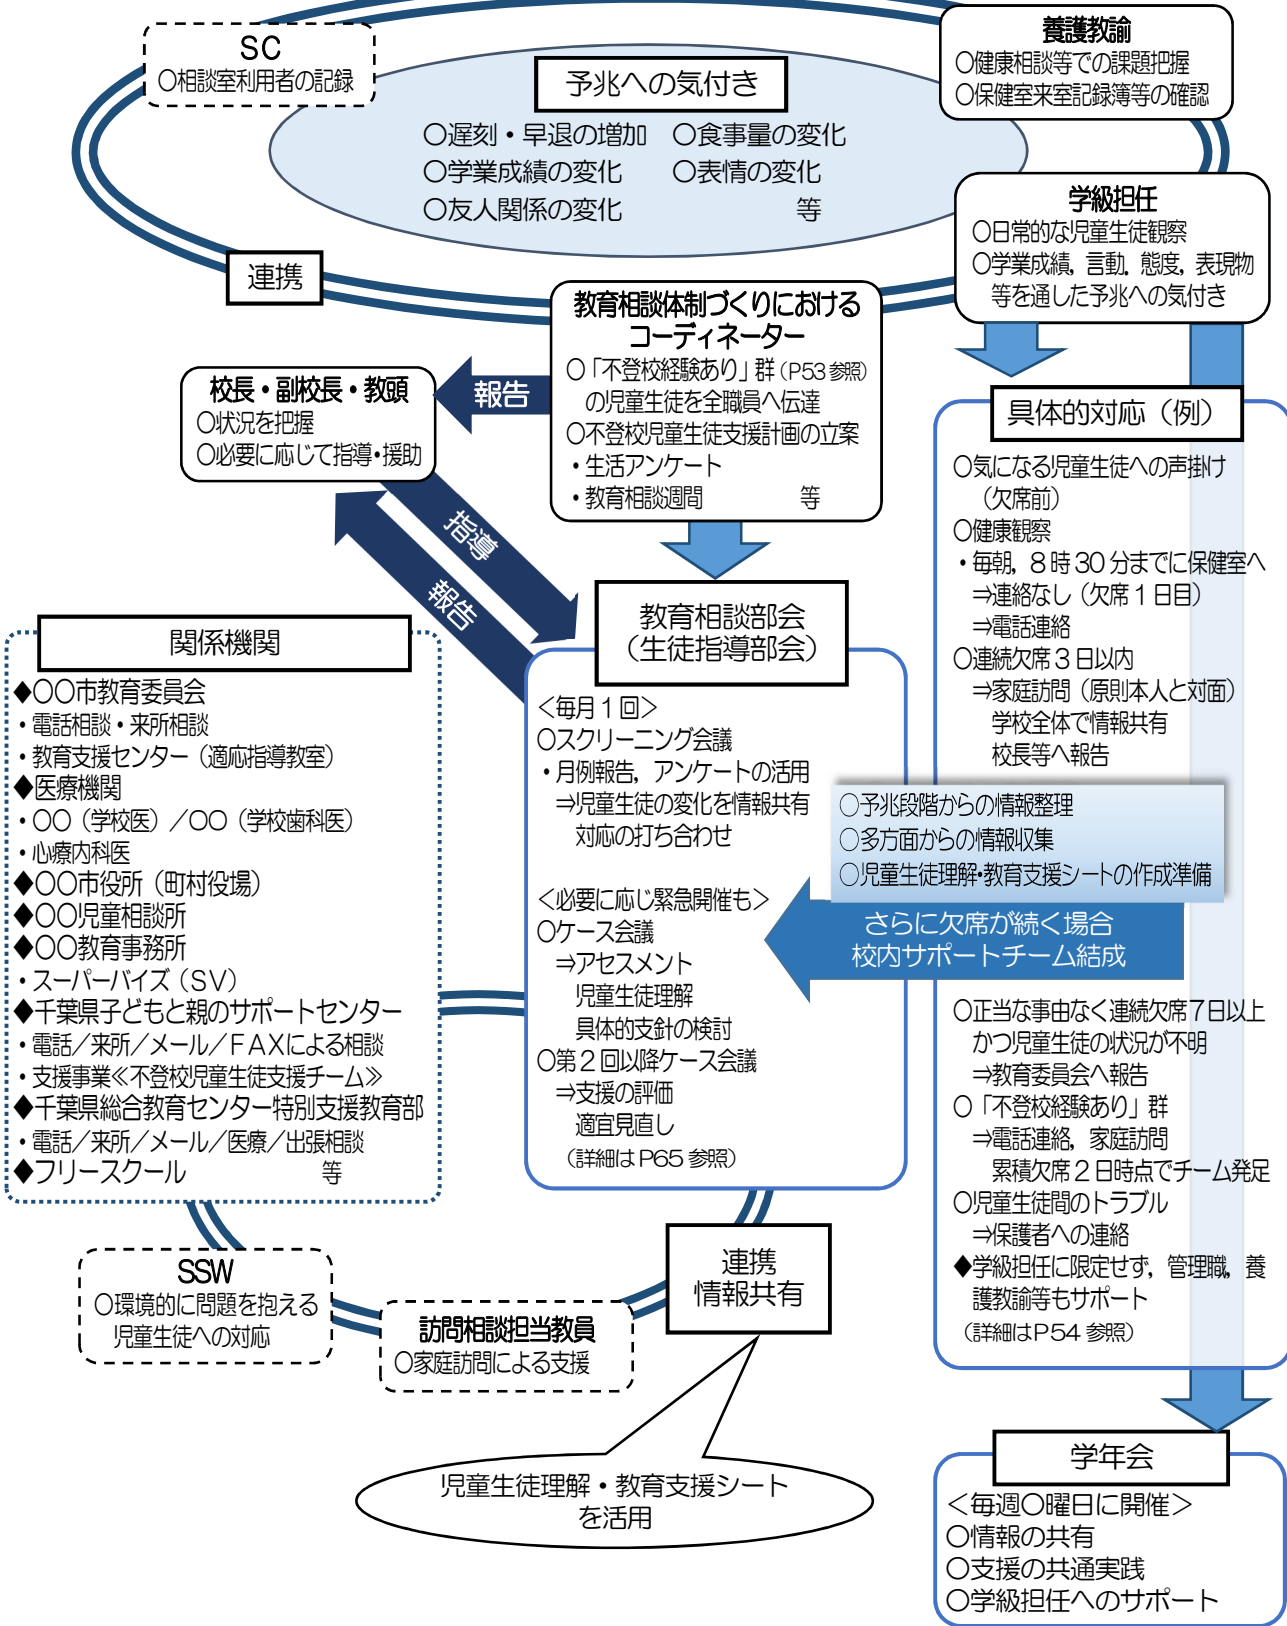 SC
〇相談室利用者の記録
養護教諭
〇健康相談等での課題把握
〇保健室来室記録簿等の確認
予兆への気付き
〇遅刻・早退の増加　〇食事量の変化
〇学業成績の変化　〇表情の変化
〇友人関係の変化　等
学級担任
〇日常的な児童生徒観察
〇学業成績，言動，態度，表現物
等を通した予兆への気付き
連携
教育相談体制づくりにおける
コーディネーター
〇「不登校経験あり」群（P53 参照）
の児童生徒を全職員へ伝達
〇不登校児童生徒支援計画の立案
・生活アンケート
・教育相談週間　等
報告
校長・副校長・教頭
〇状況を把握
〇必要に応じて指導・援助
指導
報告
具体的対応（例）
〇気になる児童生徒への声掛け
（欠席前）
〇健康観察
・毎朝，８時30分までに保健室へ
⇒連絡なし（欠席１日目）
⇒電話連絡
〇連続欠席３日以内
⇒家庭訪問（原則本人と対面）
学校全体で情報共有
校長等へ報告
〇予兆段階からの情報整理
〇多方面からの情報収集
〇児童生徒理解・教育支援シートの作成準備
さらに欠席が続く場合
校内サポートチーム結成
〇正当な事由なく連続欠席７日以上
かつ児童生徒の状況が不明
⇒教育委員会へ報告
〇「不登校経験あり」群
⇒電話連絡，家庭訪問
累積欠席２日時点でチーム発足
〇児童生徒間のトラブル
⇒保護者への連絡
◆学級担任に限定せず，管理職，養
護教諭等もサポート
（詳細はP54 参照）
教育相談部会
（生徒指導部会）
＜毎月１回＞
〇スクリーニング会議
・月例報告，アンケートの活用
⇒児童生徒の変化を情報共有
対応の打ち合わせ
＜必要に応じ緊急開催も＞
〇ケース会議
⇒アセスメント
児童生徒理解
具体的支針の検討
〇第２回以降ケース会議
⇒支援の評価
適宜見直し
（詳細は P65 参照）
関係機関
◆〇〇市教育委員会
・電話相談・来所相談
・教育支援センター（適応指導教室）
◆医療機関
・〇〇（学校医）／〇〇（学校歯科医）
・心療内科医
◆〇〇市役所（町村役場）
◆〇〇児童相談所
◆〇〇教育事務所
・スーパーバイズ（ＳＶ）
◆千葉県子どもと親のサポートセンター
・電話／来所／メール／ＦＡＸによる相談
・支援事業≪不登校児童生徒支援チーム≫
◆千葉県総合教育センター特別支援教育部
・電話／来所／メール／医療／出張相談
◆フリースクール　等
SSW
〇環境的に問題を抱える
児童生徒への対応
訪問相談担当教員
〇家庭訪問による支援
連携
情報共有
児童生徒理解・教育支援シート
を活用
学年会
＜毎週〇曜日に開催＞
〇情報の共有
〇支援の共通実践
〇学級担任へのサポート